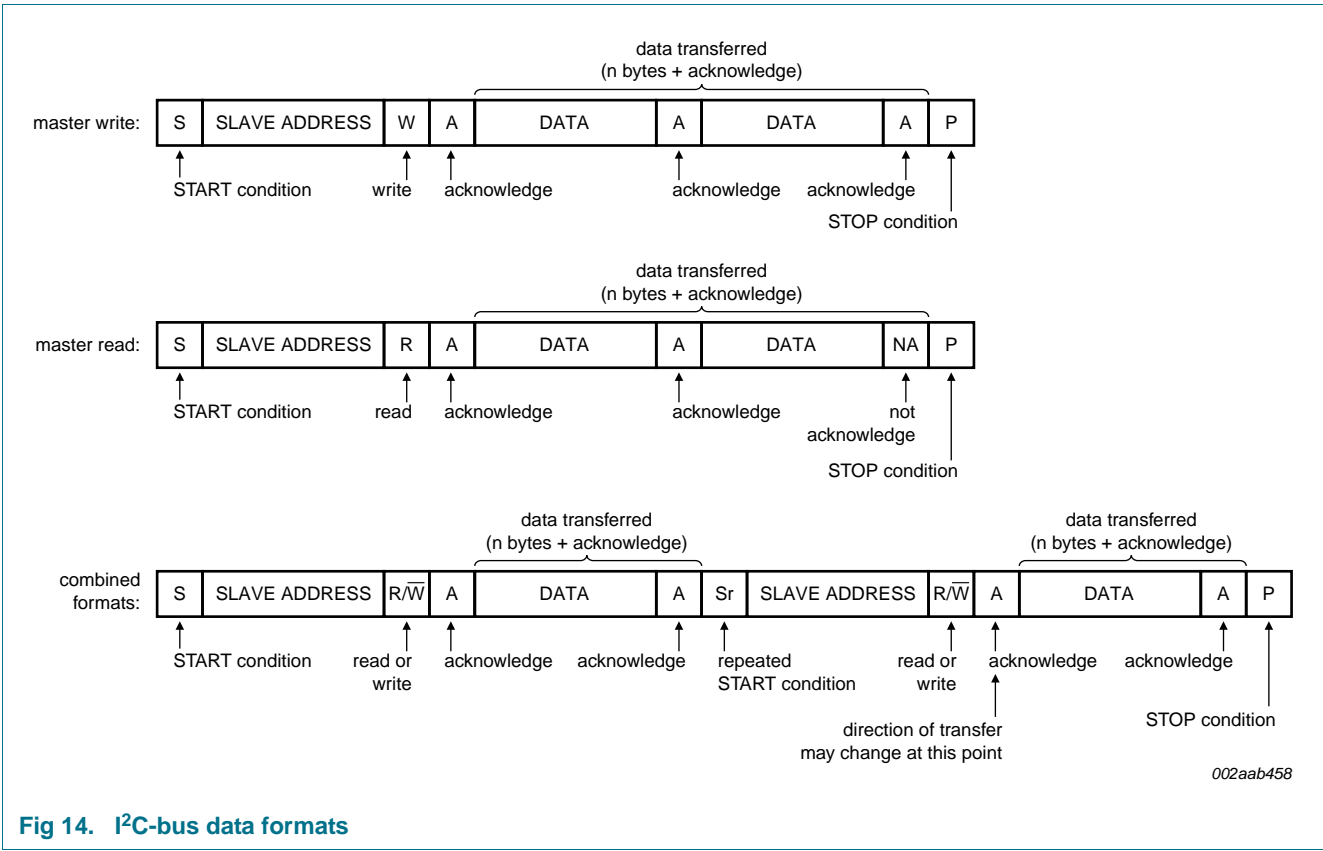 data transferred
(n bytes + acknowledge)
master write: S SLAVE ADDRESS W A DATA A DATA A P
START condition write acknowledge acknowledge acknowledge
STOP condition
data transferred
(n bytes + acknowledge)
master read: S SLAVE ADDRESS R A DATA A DATA NA P
START condition read acknowledge acknowledge not
acknowledge
STOP condition
data transferred data transferred
(n bytes + acknowledge) (n bytes + acknowledge)
combined
formats: S SLAVE ADDRESS R/W̅ A DATA A Sr SLAVE ADDRESS R/W̅ A DATA A P
START condition read or acknowledge acknowledge repeated read or acknowledge acknowledge
write START condition write
STOP condition
direction of transfer
may change at this point
002aab458
Fig 14. I²C-bus data formats